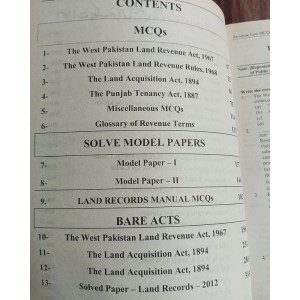 CONTENTS
MCQs
1- The West Pakistan Land Revenue Act, 1967
2- The West Pakistan Land Revenue Rules, 1968
3- The Land Acquisition Act, 1894
4- The Punjab Tenancy Act, 1887
5- Miscellaneous MCQs
6- Glossary of Revenue Terms
SOLVE MODEL PAPERS
7- Model Paper – I
8- Model Paper – II
9. LAND RECORDS MANUAL MCQs
BARE ACTS
10- The West Pakistan Land Revenue Act, 1967
11- The Land Acquisition Act, 1894
12- The Land Acquisition Act, 1894
13- Solved Paper – Land Records – 2012